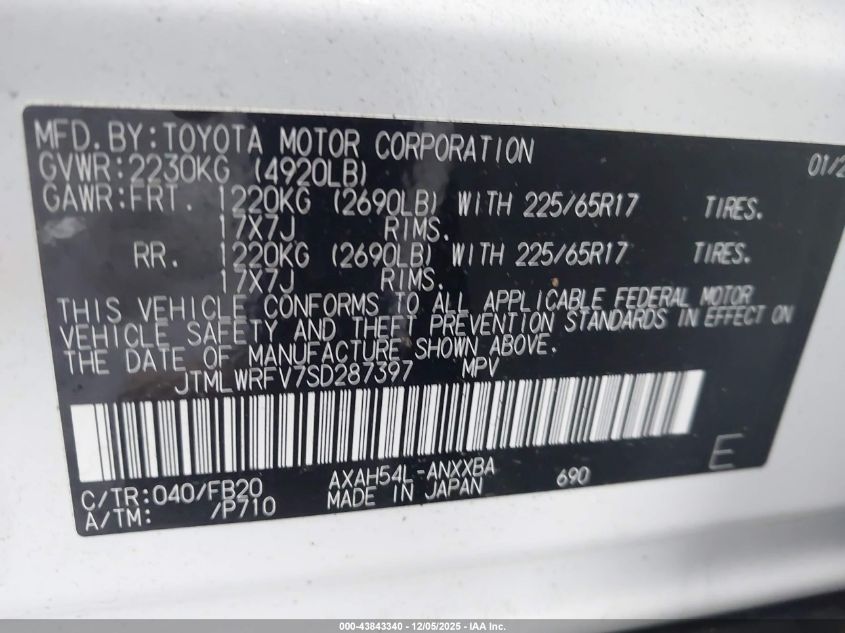 MFD.BY:TOYOTA MOTOR CORPORATION 01/2
GVWR:2230KG (4920LB)
GAWR:FRT. 1220KG (2690LB) WITH 225/65R17 TIRES.
17X7J RIMS.
RR. 1220KG (2690LB) WITH 225/65R17 TIRES.
17X7J RIMS.
THIS VEHICLE CONFORMS TO ALL APPLICABLE FEDERAL MOTOR
VEHICLE SAFETY AND THEFT PREVENTION STANDARDS IN EFFECT ON
THE DATE OF MANUFACTURE SHOWN ABOVE.
JTMLWRFV7SD287397 MPV
E
C/TR:040/FB20 AXAH54L-ANXXBA 690
A/TM: /P710 MADE IN JAPAN
000-43843340 - 12/05/2025 - IAA Inc.